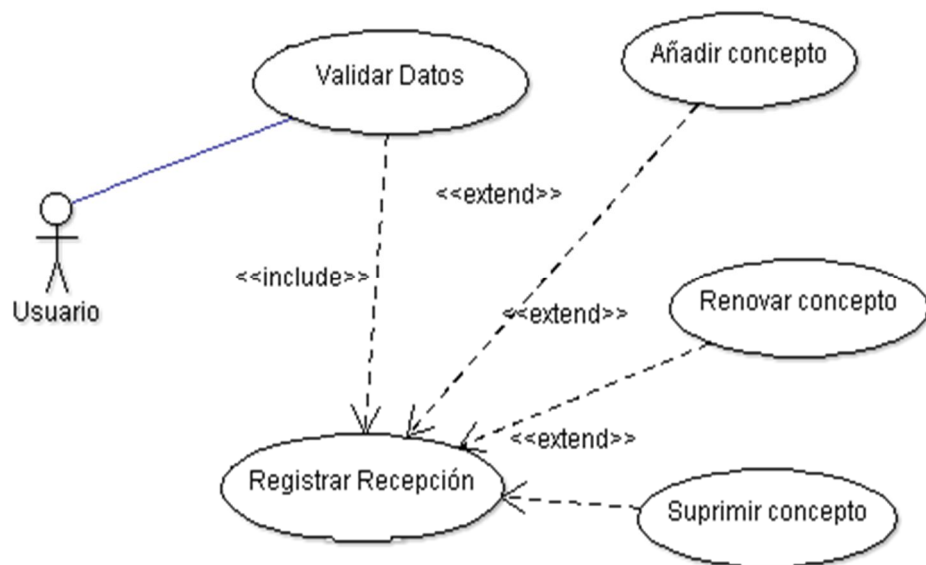 Validar Datos
Añadir concepto
<<extend>>
<<include>>
Usuario
<<extend>>
Renovar concepto
<<extend>>
Registrar Recepción
Suprimir concepto